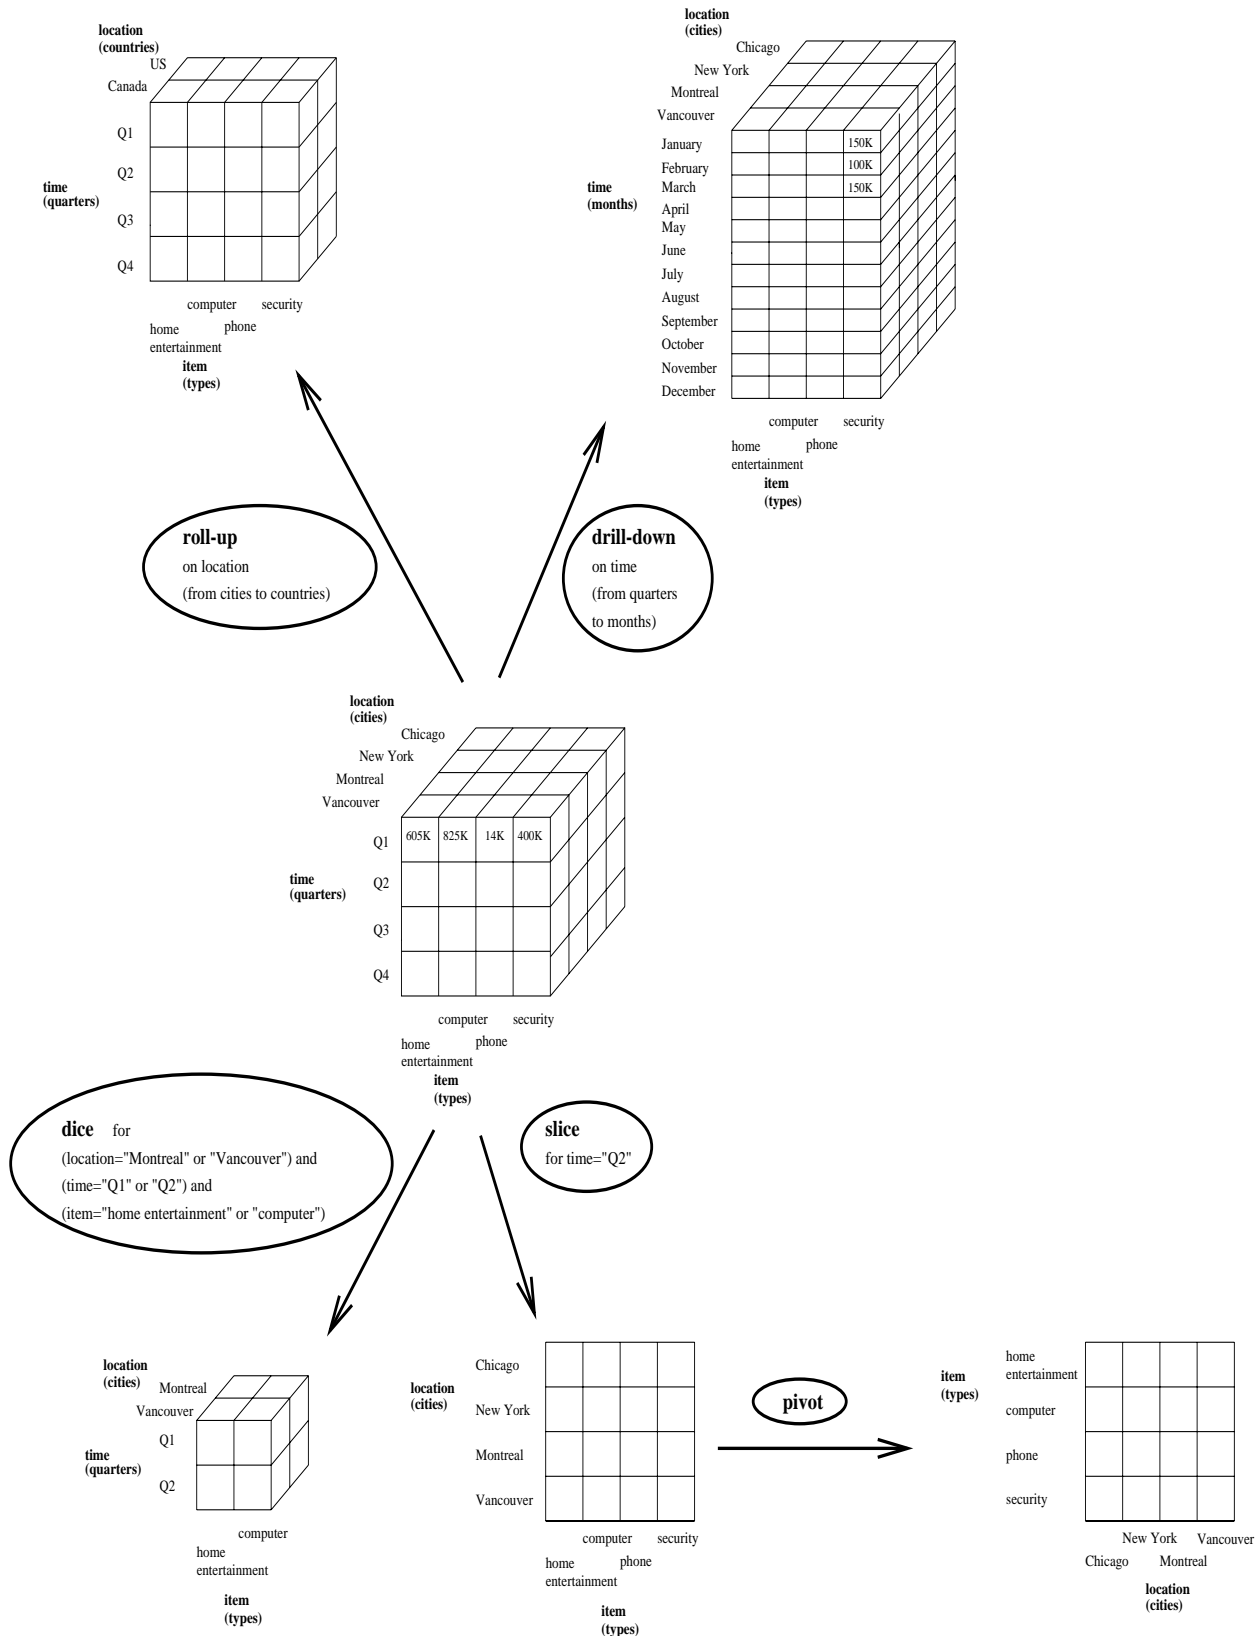 location
(countries)
US
Canada
Q1
Q2
time
(quarters)
Q3
Q4
computer
security
home
entertainment
phone
item
(types)
location
(cities)
Chicago
New York
Montreal
Vancouver
January
150K
February
100K
March
150K
time
(months)
April
May
June
July
August
September
October
November
December
computer
security
home
entertainment
phone
item
(types)
roll-up
on location
(from cities to countries)
drill-down
on time
(from quarters
to months)
location
(cities)
Chicago
New York
Montreal
Vancouver
Q1
605K 825K 14K 400K
Q2
time
(quarters)
Q3
Q4
computer
security
home
entertainment
phone
item
(types)
dice for
(location="Montreal" or "Vancouver") and
(time="Q1" or "Q2") and
(item="home entertainment" or "computer")
slice
for time="Q2"
location
(cities)
Montreal
Vancouver
Q1
time
(quarters)
Q2
computer
home
entertainment
item
(types)
Chicago
location
(cities)
New York
Montreal
Vancouver
computer
security
home
entertainment
phone
item
(types)
pivot
home
entertainment
item
(types)
computer
phone
security
New York
Vancouver
Chicago
Montreal
location
(cities)